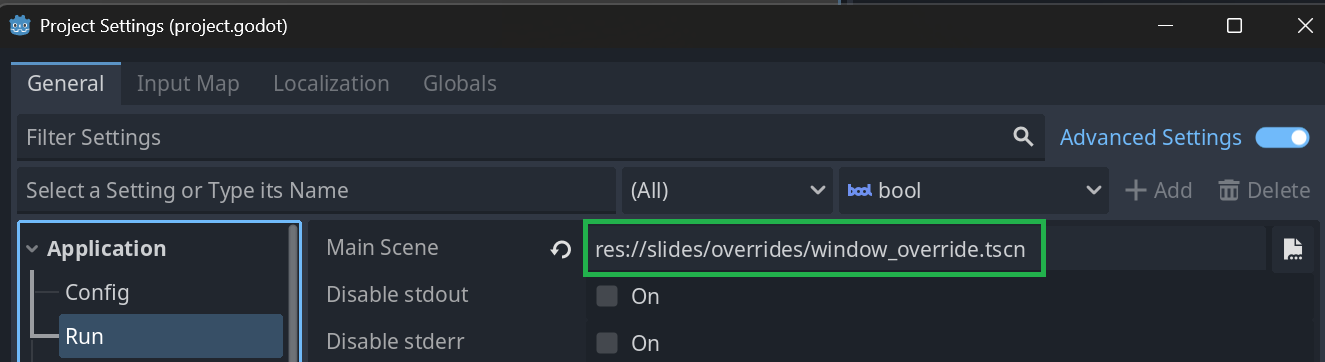 Project Settings (project.godot)
General Input Map Localization Globals
Filter Settings Advanced Settings
Select a Setting or Type its Name (All) bool bool Add Delete
Application Main Scene res://slides/overrides/window_override.tscn
Config Disable stdout On
Run Disable stderr On